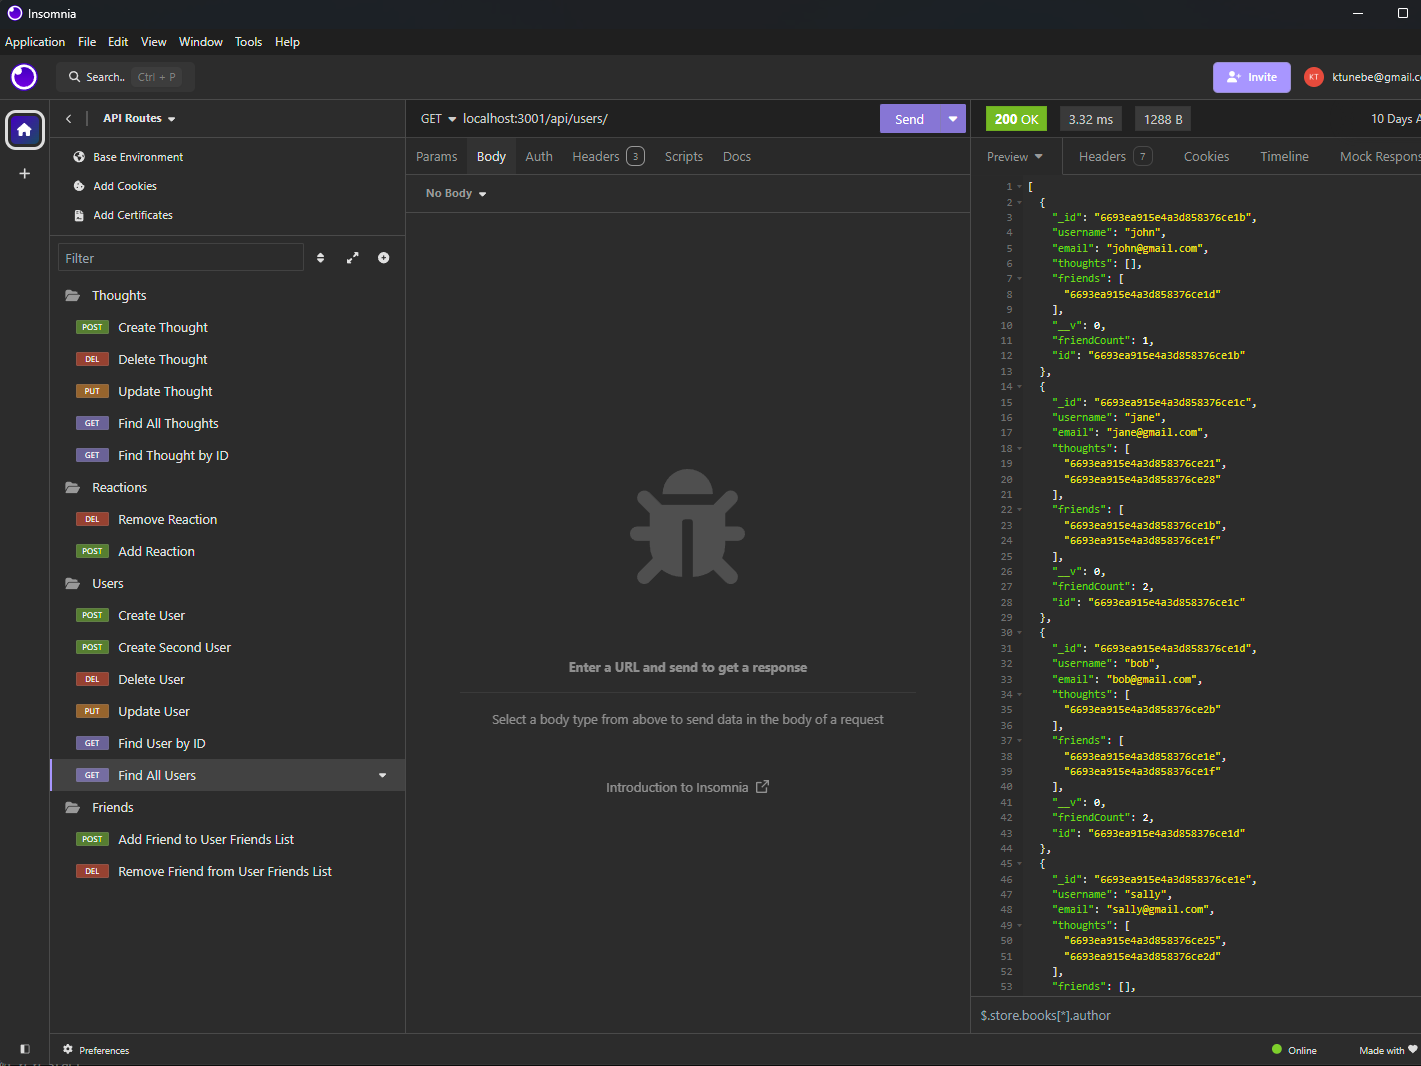 Insomnia
Application File Edit View Window Tools Help
Search.. Ctrl + P
Invite
KT
ktunebe@gmail.c
API Routes
Base Environment
Add Cookies
Add Certificates
Filter
Thoughts
POST Create Thought
DEL Delete Thought
PUT Update Thought
GET Find All Thoughts
GET Find Thought by ID
Reactions
DEL Remove Reaction
POST Add Reaction
Users
POST Create User
POST Create Second User
DEL Delete User
PUT Update User
GET Find User by ID
GET Find All Users
Friends
POST Add Friend to User Friends List
DEL Remove Friend from User Friends List
GET localhost:3001/api/users/
Send
Params Body Auth Headers 3 Scripts Docs
No Body
Enter a URL and send to get a response
Select a body type from above to send data in the body of a request
Introduction to Insomnia
200 OK 3.32 ms 1288 B 10 Days A
Preview Headers 7 Cookies Timeline Mock Respon
1 [
2 {
3 "_id": "6693ea915e4a3d858376ce1b",
4 "username": "john",
5 "email": "john@gmail.com",
6 "thoughts": [],
7 "friends": [
8 "6693ea915e4a3d858376ce1d"
9 ],
10 "__v": 0,
11 "friendCount": 1,
12 "id": "6693ea915e4a3d858376ce1b"
13 },
14 {
15 "_id": "6693ea915e4a3d858376ce1c",
16 "username": "jane",
17 "email": "jane@gmail.com",
18 "thoughts": [
19 "6693ea915e4a3d858376ce21",
20 "6693ea915e4a3d858376ce28"
21 ],
22 "friends": [
23 "6693ea915e4a3d858376ce1b",
24 "6693ea915e4a3d858376ce1f"
25 ],
26 "__v": 0,
27 "friendCount": 2,
28 "id": "6693ea915e4a3d858376ce1c"
29 },
30 {
31 "_id": "6693ea915e4a3d858376ce1d",
32 "username": "bob",
33 "email": "bob@gmail.com",
34 "thoughts": [
35 "6693ea915e4a3d858376ce2b"
36 ],
37 "friends": [
38 "6693ea915e4a3d858376ce1e",
39 "6693ea915e4a3d858376ce1f"
40 ],
41 "__v": 0,
42 "friendCount": 2,
43 "id": "6693ea915e4a3d858376ce1d"
44 },
45 {
46 "_id": "6693ea915e4a3d858376ce1e",
47 "username": "sally",
48 "email": "sally@gmail.com",
49 "thoughts": [
50 "6693ea915e4a3d858376ce25",
51 "6693ea915e4a3d858376ce2d"
52 ],
53 "friends": [],
$.store.books[*].author
Preferences
Online
Made with